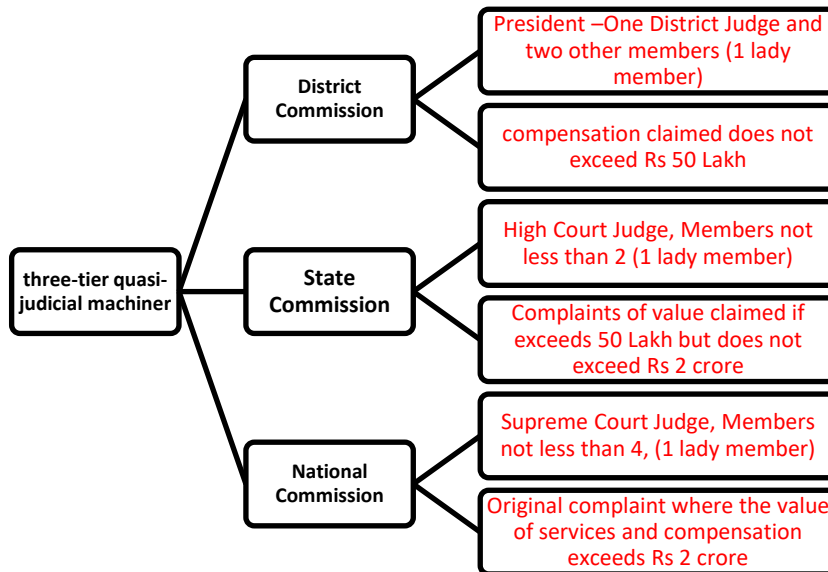 three-tier quasi-
judicial machiner
District
Commission
President –One District Judge and
two other members (1 lady
member)
compensation claimed does not
exceed Rs 50 Lakh
State
Commission
High Court Judge, Members not
less than 2 (1 lady member)
Complaints of value claimed if
exceeds 50 Lakh but does not
exceed Rs 2 crore
National
Commission
Supreme Court Judge, Members
not less than 4, (1 lady member)
Original complaint where the value
of services and compensation
exceeds Rs 2 crore